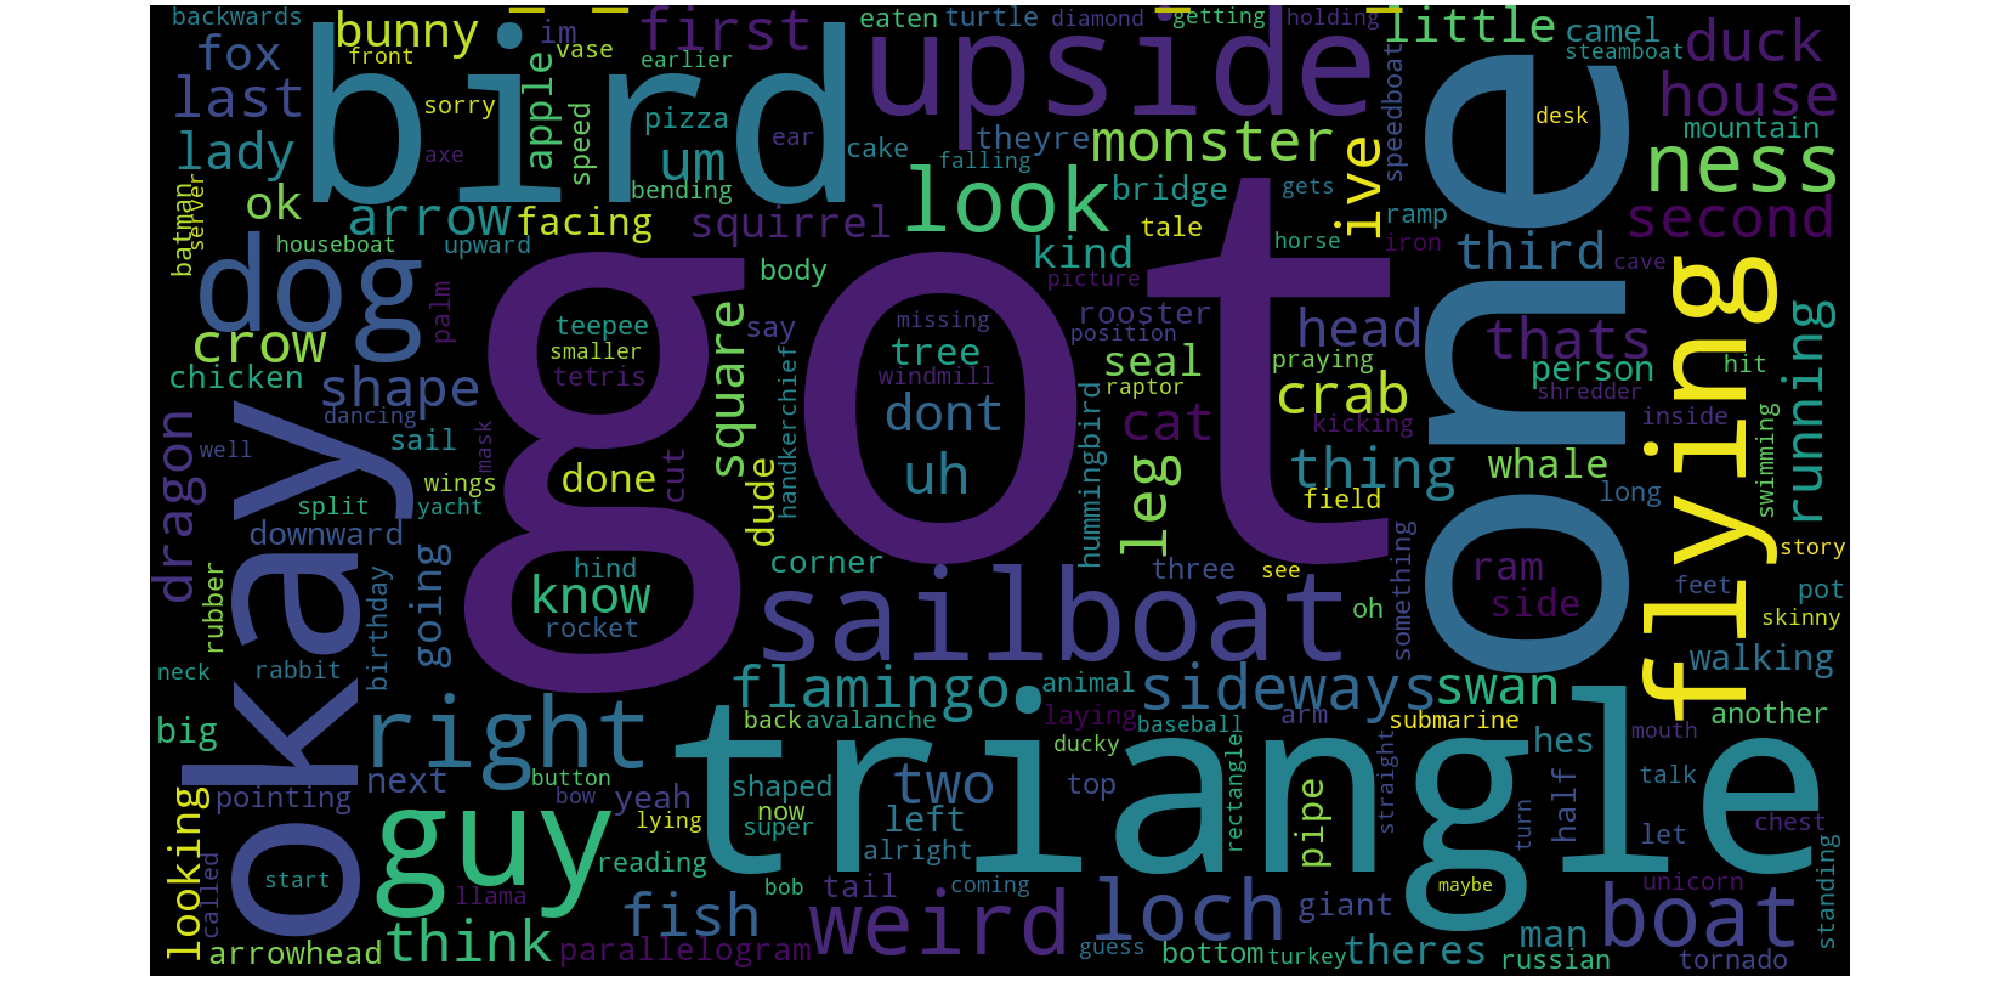 backwards
eaten
turtle
diamond
getting
holding
little
camel
steamboat
duck
bunny
im
first
upside
fox
front
vase
earlier
bird
apple
speed
last
sorry
pizza
ear
cake
theyre
monster
falling
ive
speedboat
one
desk
house
mountain
ness
lady
axe
um
bending
look
bridge
gets
batman
server
ok
arrow
facing
squirrel
tale
ramp
second
houseboat
upward
kind
horse
iron
third
cave
dog
body
picture
got
flying
palm
teepee
square
say
missing
rooster
position
head
thats
running
crow
smaller
tree
seal
praying
person
hit
chicken
tetris
windmill
raptor
crab
shredder
shape
dancing
dont
hummingbird
cat
kicking
inside
dragon
well
sail
mask
handkerchief
uh
leg
thing
whale
swimming
okay
wings
done
cut
dude
field
long
split
yacht
downward
corner
three
see
something
ram
story
rubber
birthday
going
hind
know
sailboat
oh
side
feet
pot
rocket
skinny
neck
rabbit
flamingo
animal
sideways
swan
walking
big
right
back
avalanche
laying
baseball
arm
submarine
another
triangle
ducky
rectangle
straight
hes
mouth
looking
next
button
shaped
two
top
talk
pointing
bow
yeah
now
pipe
half
called
guy
lying
super
left
turn
let
chest
reading
alright
standing
start
llama
bob
tail
coming
maybe
unicorn
fish
weird
loch
giant
boat
arrowhead
think
parallelogram
guess
bottom
turkey
theres
man
russian
tornado